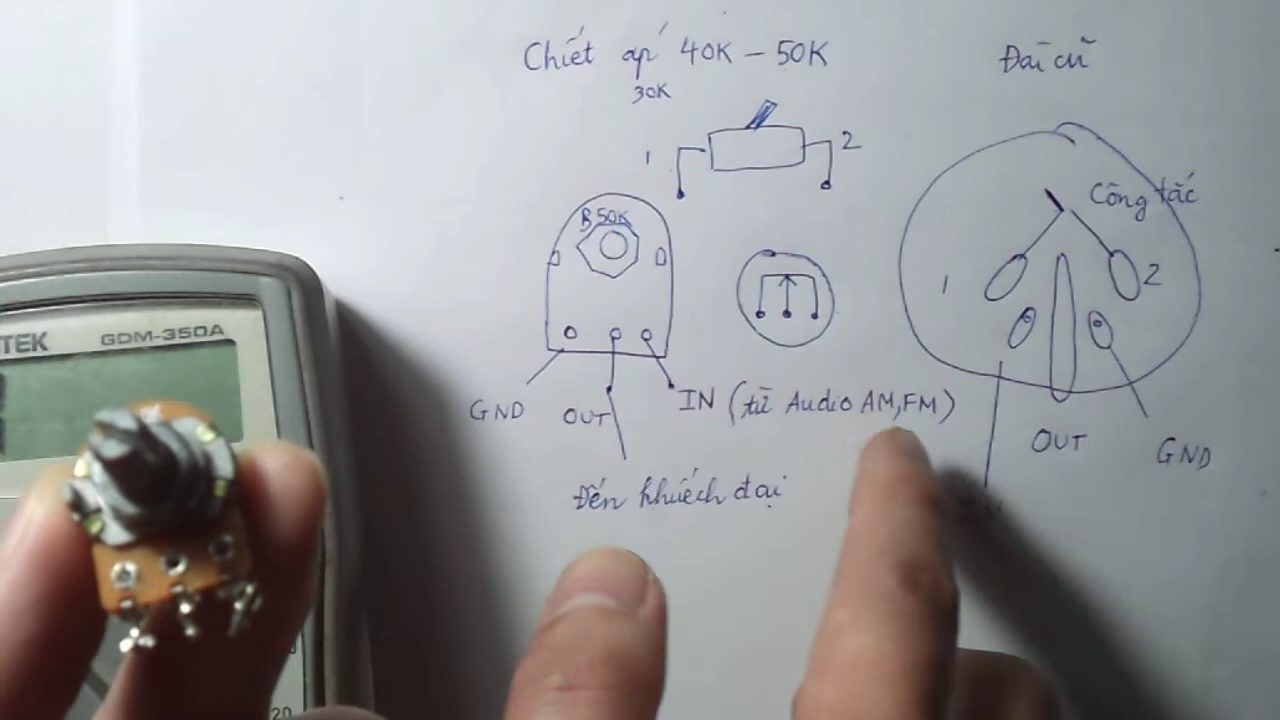 Chiết áp 40K – 50K
30K
Đài cũ
1
2
B50K
Công tắc
1
2
TEK
GDM-350A
GND
OUT
IN (từ Audio AM,FM)
OUT
GND
Đến khuếch đại
20